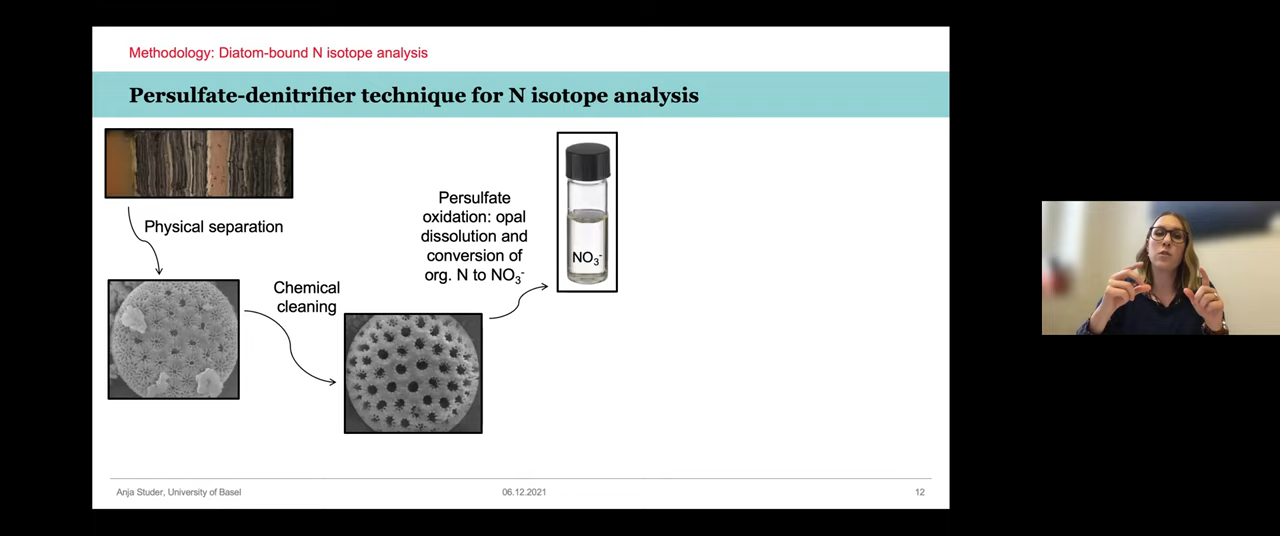 Methodology: Diatom-bound N isotope analysis
Persulfate-denitrifier technique for N isotope analysis
Physical separation
Chemical
cleaning
Persulfate
oxidation: opal
dissolution and
conversion of
org. N to NO₃⁻
NO₃⁻
Anja Studer, University of Basel
06.12.2021
12